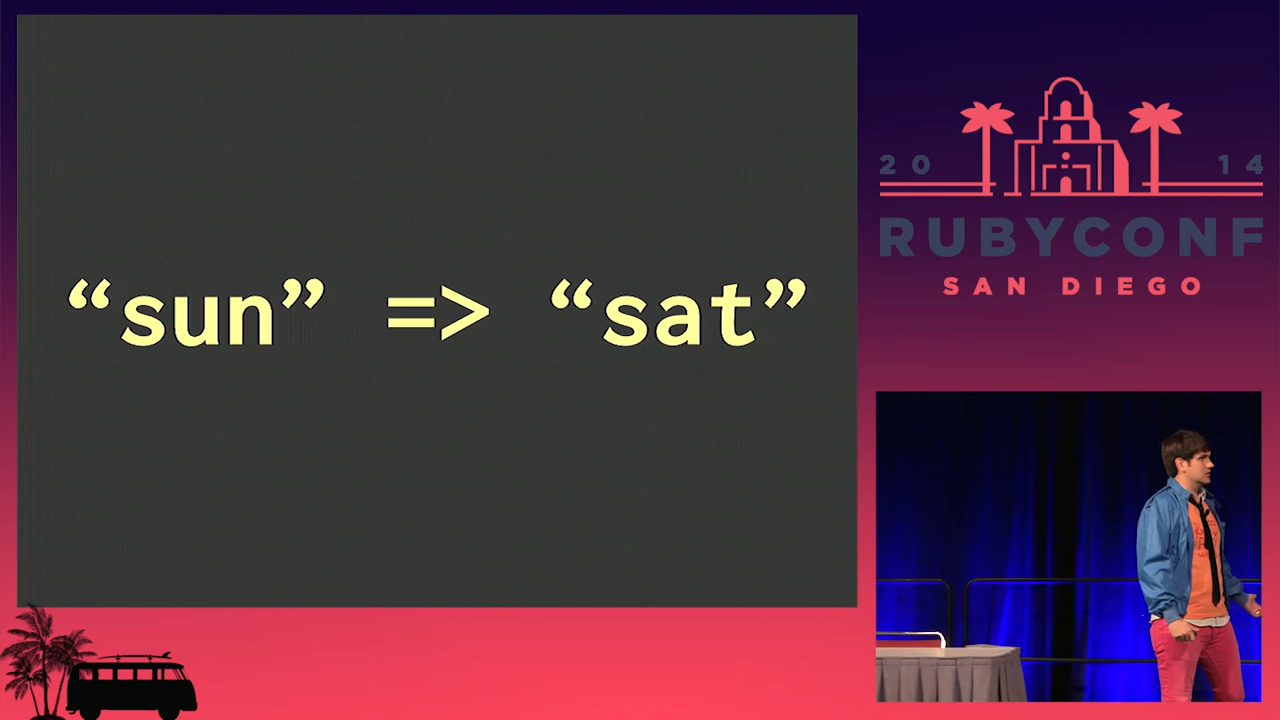 “sun” => “sat”
20 14
RUBYCONF
SAN DIEGO